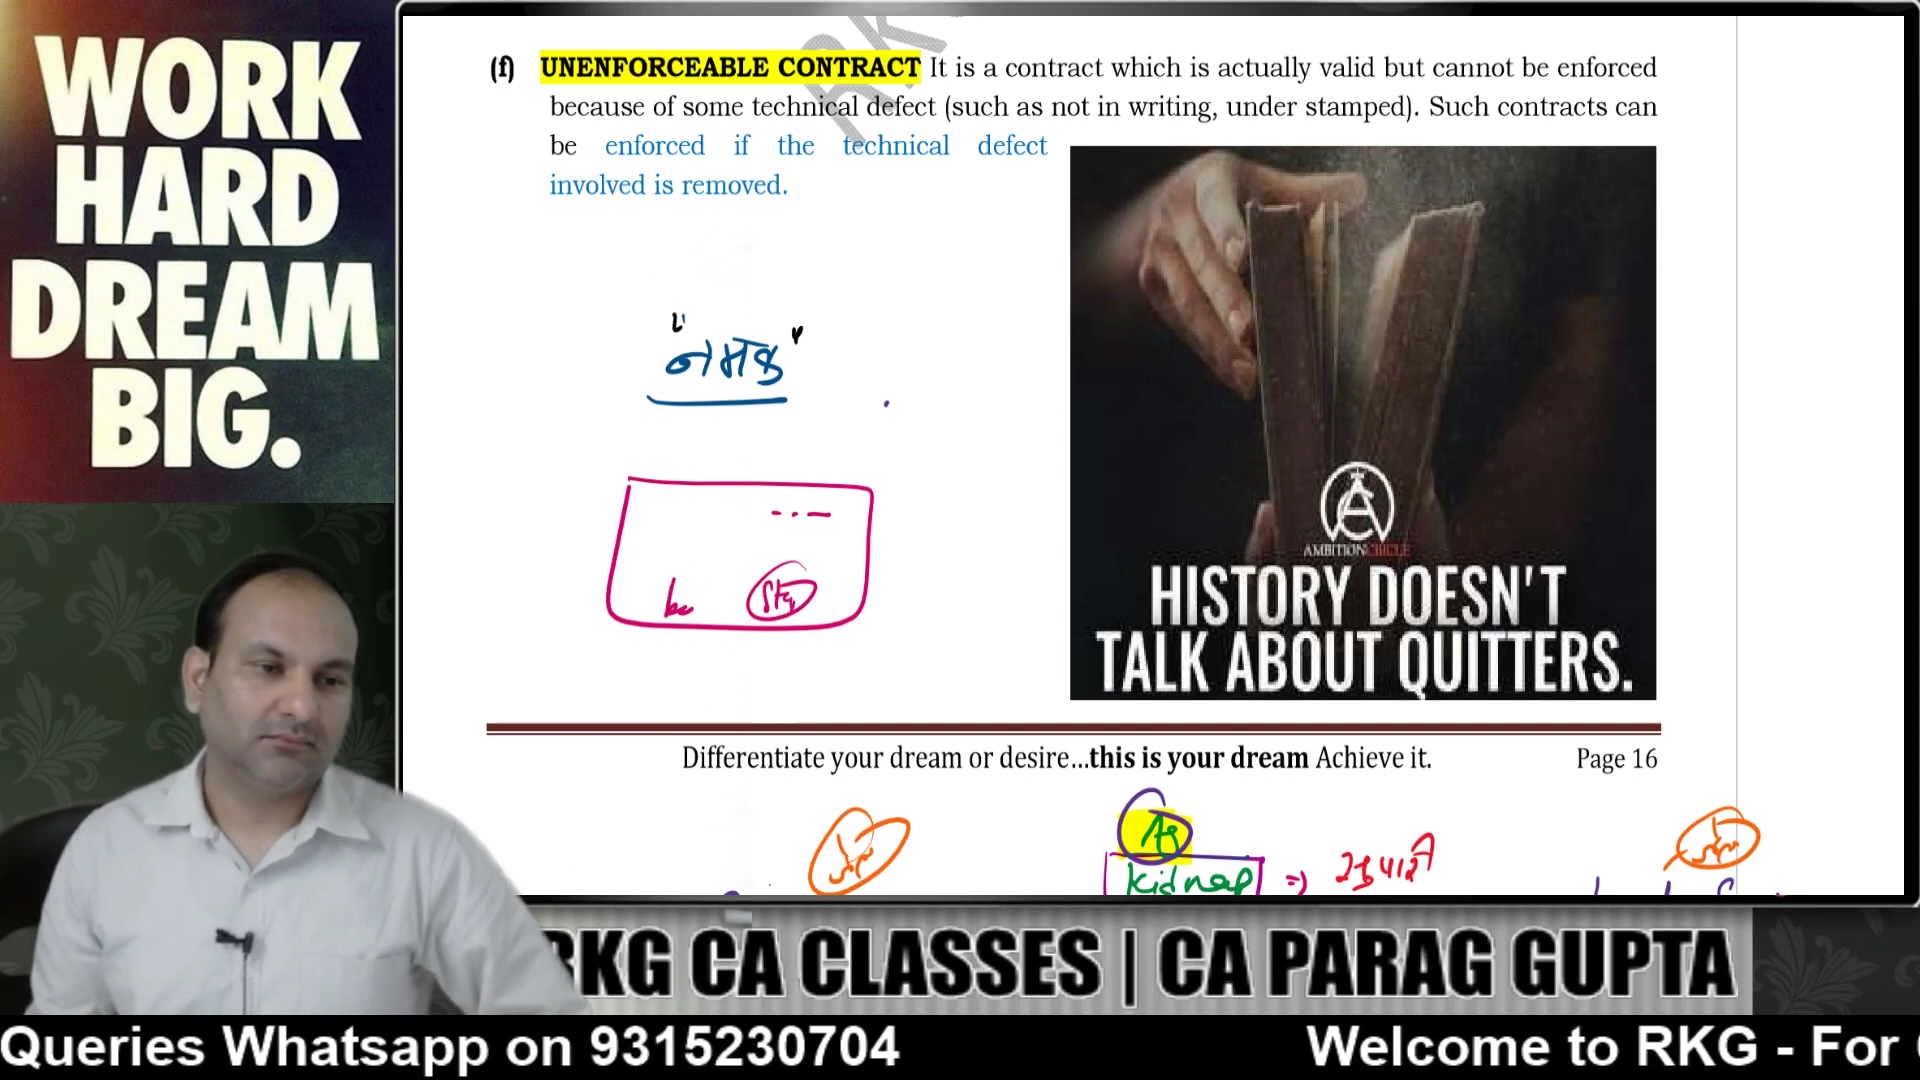 WORK
HARD
DREAM
BIG.
RKG
(f) UNENFORCEABLE CONTRACT It is a contract which is actually valid but cannot be enforced
because of some technical defect (such as not in writing, under stamped). Such contracts can
be enforced if the technical defect
involved is removed.
नमक
AMBITIONCIRCLE
HISTORY DOESN'T
TALK ABOUT QUITTERS.
Differentiate your dream or desire...this is your dream Achieve it. Page 16
Ag
kidnap
RKG CA CLASSES | CA PARAG GUPTA
Queries Whatsapp on 9315230704 Welcome to RKG - For